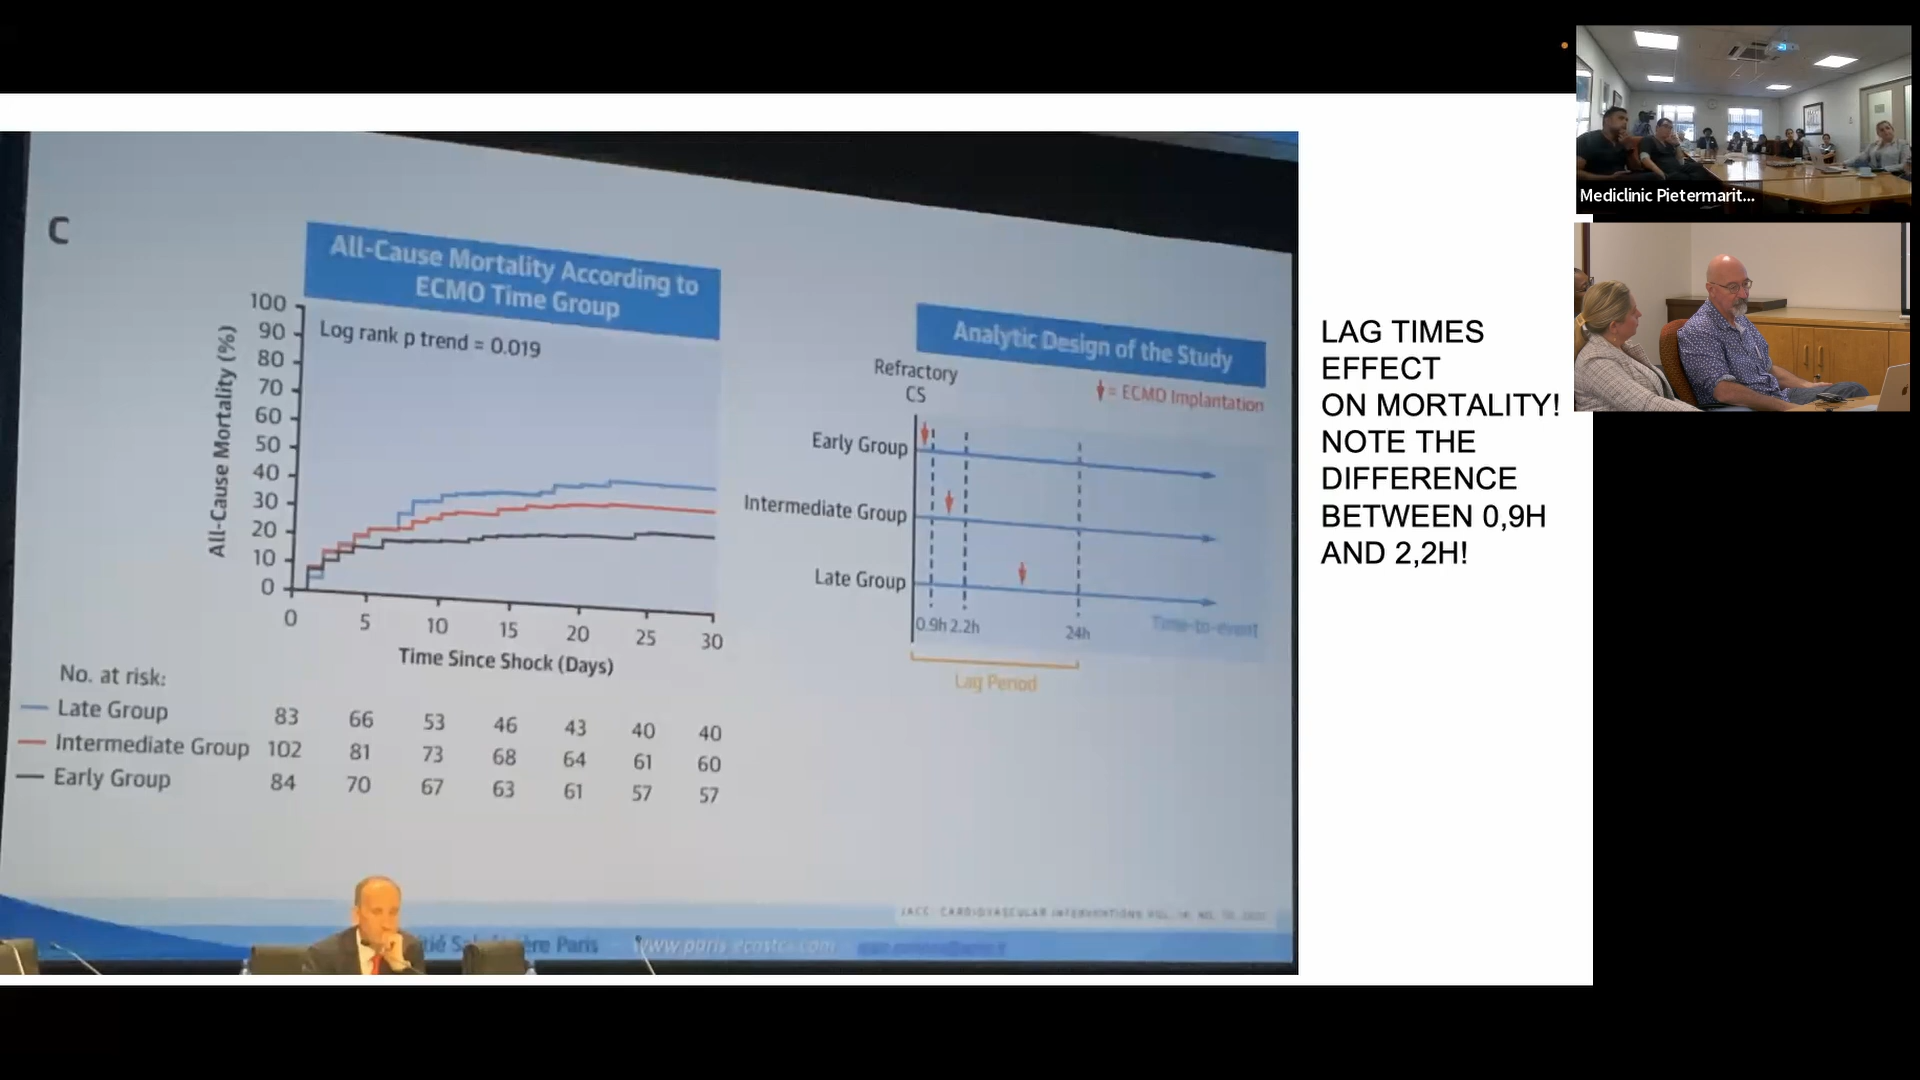 C
All-Cause Mortality According to
ECMO Time Group
Log rank p trend = 0.019
All-Cause Mortality (%)
100
90
80
70
60
50
40
30
20
10
0
0 5 10 15 20 25 30
Time Since Shock (Days)
No. at risk:
Late Group 83 66 53 46 43 40 40
Intermediate Group 102 81 73 68 64 61 60
Early Group 84 70 67 63 61 57 57
Analytic Design of the Study
Refractory
CS
= ECMO Implantation
Early Group
Intermediate Group
Late Group
0.9h 2.2h 24h
Time-to-event
Lag Period
JACC: CARDIOVASCULAR INTERVENTIONS
Paris
LAG TIMES
EFFECT
ON MORTALITY!
NOTE THE
DIFFERENCE
BETWEEN 0,9H
AND 2,2H!
Mediclinic Pietermarit...